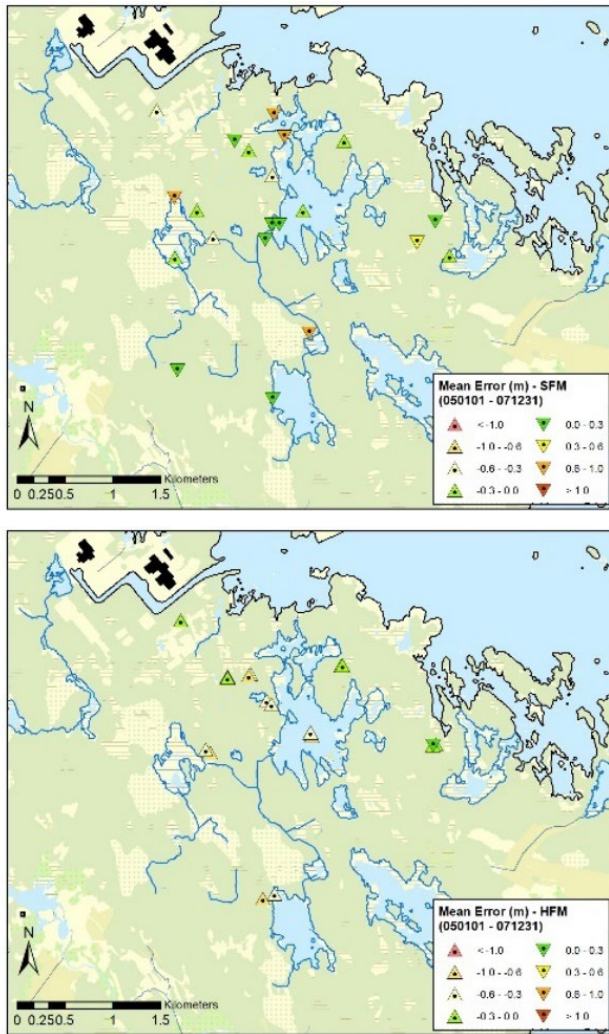 Mean Error (m) - SFM
(050101 - 071231)
< -1.0 0.0 - 0.3
-1.0 - -0.6 0.3 - 0.6
-0.6 - -0.3 0.6 - 1.0
-0.3 - 0.0 > 1.0
N
Kilometers
0 0.25 0.5 1 1.5
Mean Error (m) - HFM
(050101 - 071231)
< -1.0 0.0 - 0.3
-1.0 - -0.6 0.3 - 0.6
-0.6 - -0.3 0.6 - 1.0
-0.3 - 0.0 > 1.0
N
Kilometers
0 0.25 0.5 1 1.5